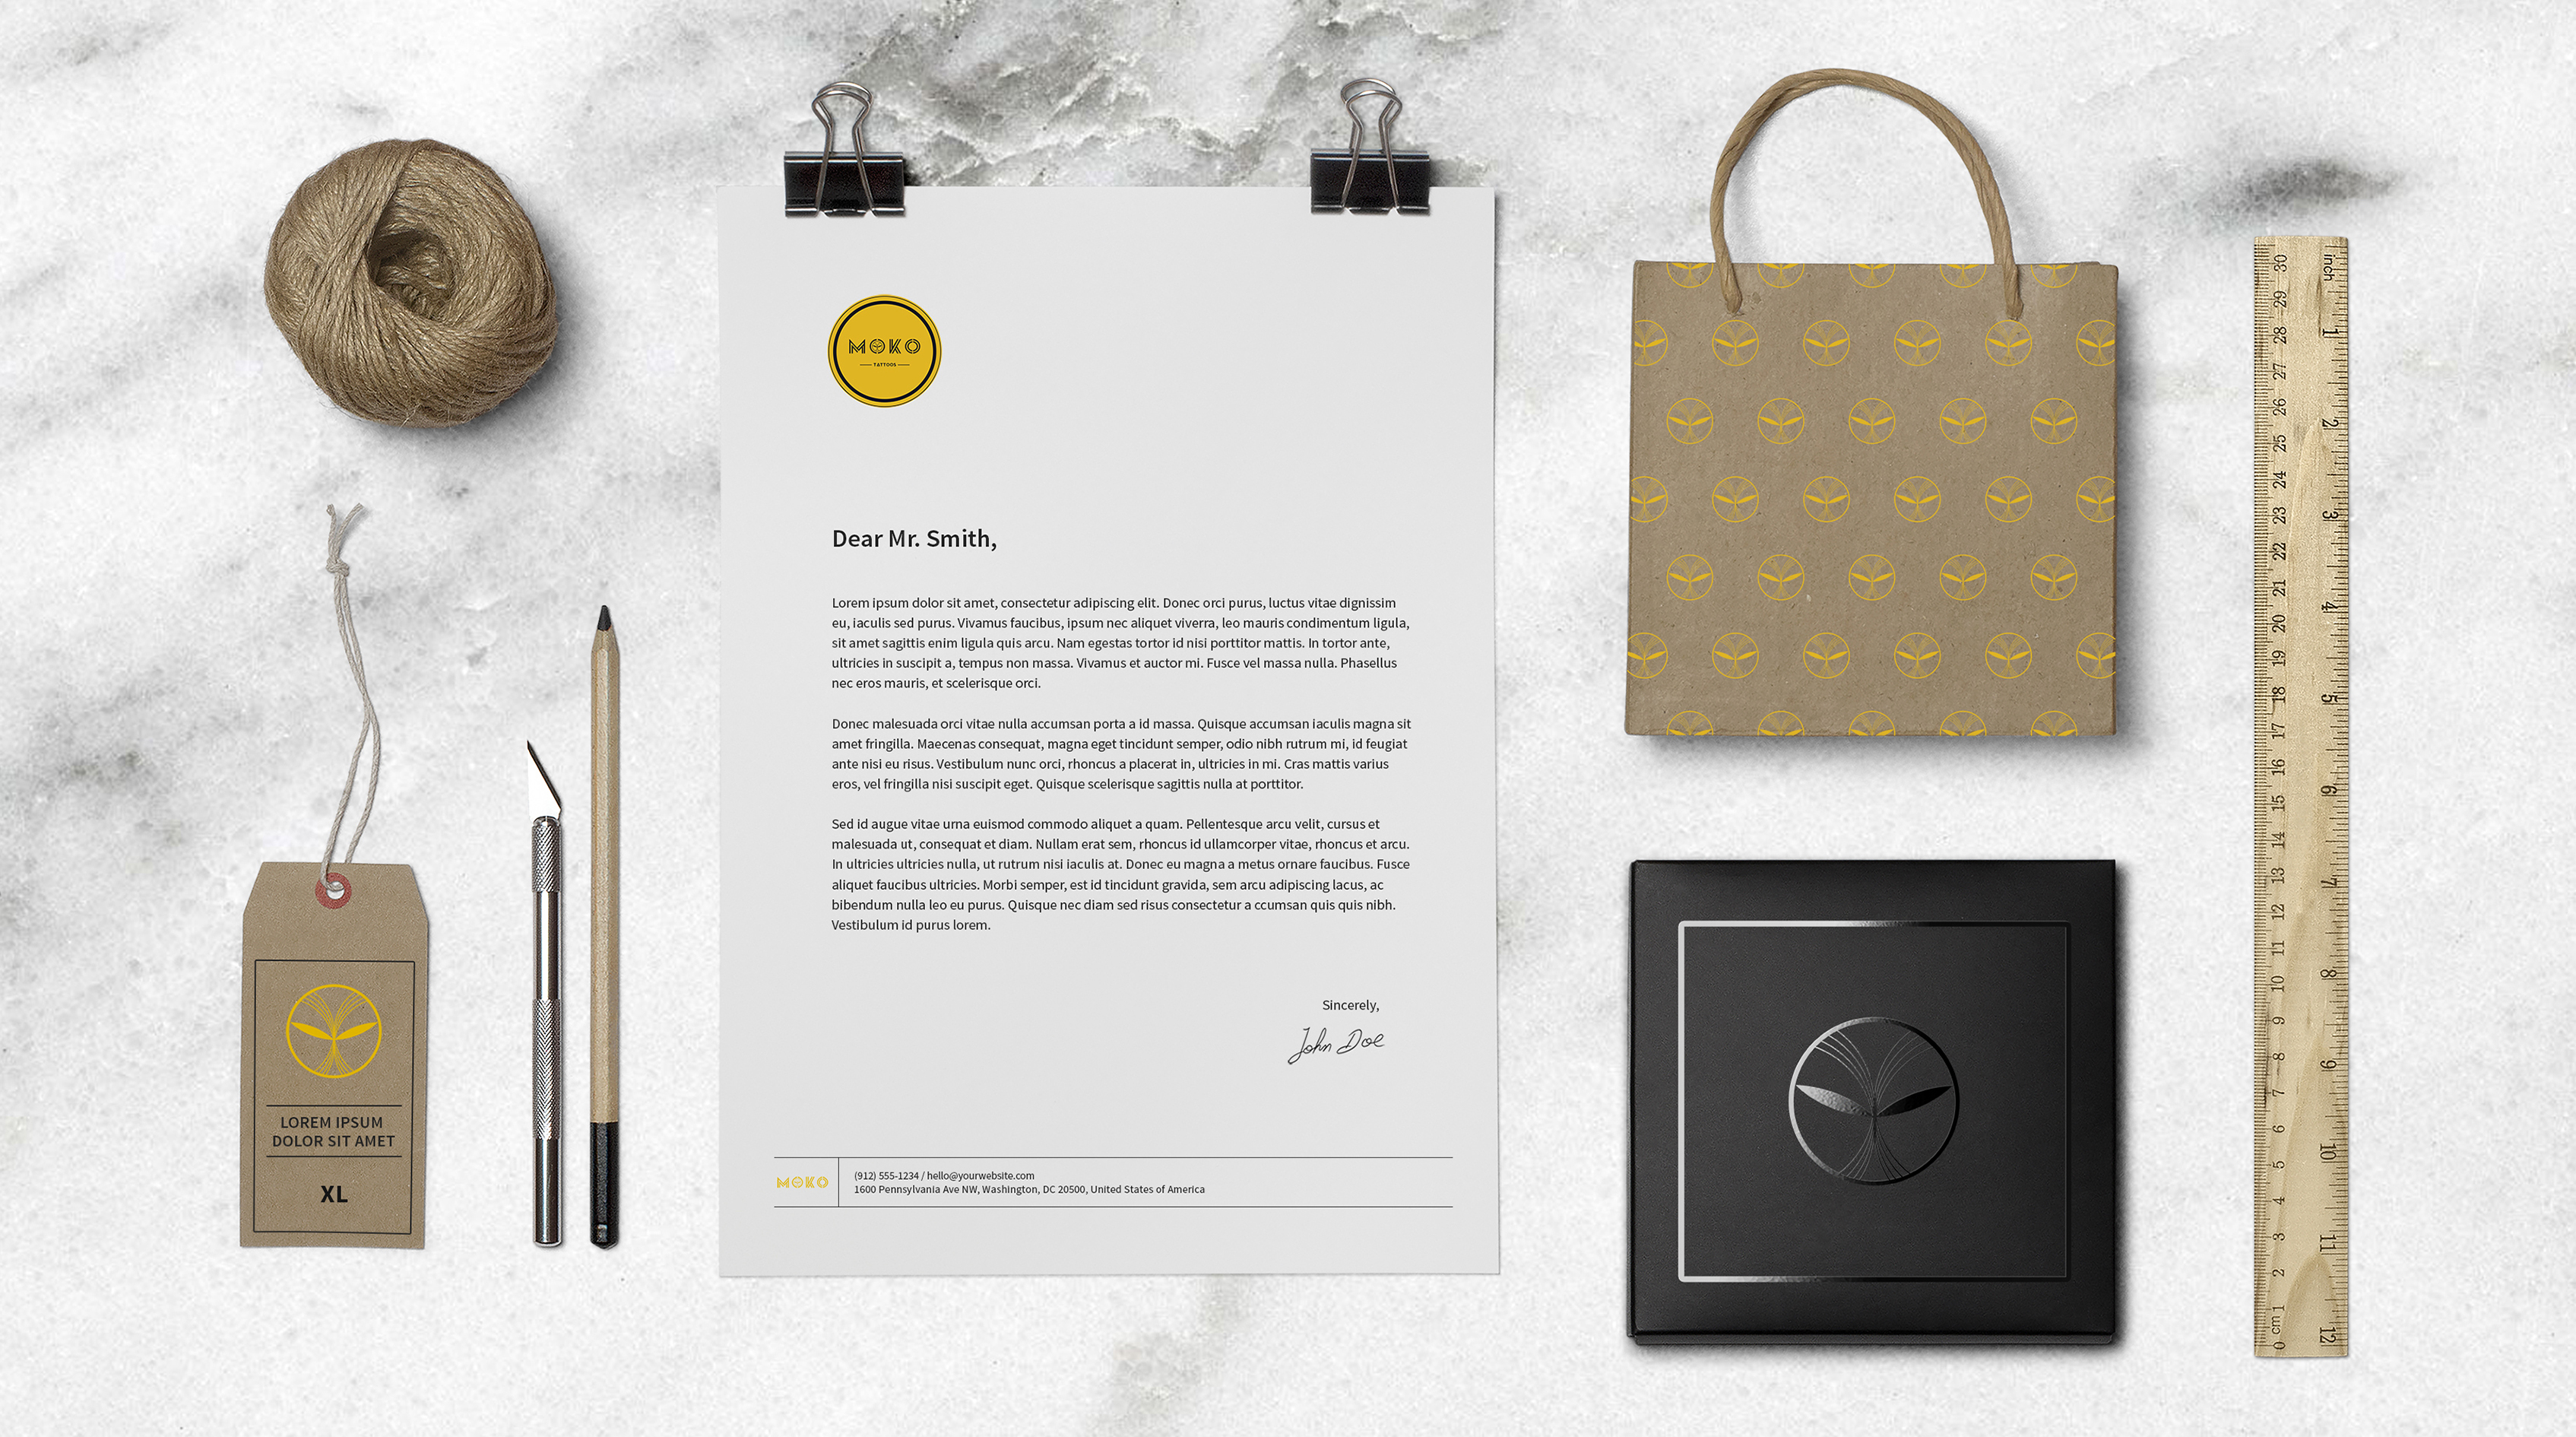 MOKO
TATTOOS
Dear Mr. Smith,
Lorem ipsum dolor sit amet, consectetur adipiscing elit. Donec orci purus, luctus vitae dignissim
eu, iaculis sed purus. Vivamus faucibus, ipsum nec aliquet viverra, leo mauris condimentum ligula,
sit amet sagittis enim ligula quis arcu. Nam egestas tortor id nisi porttitor mattis. In tortor ante,
ultricies in suscipit a, tempus non massa. Vivamus et auctor mi. Fusce vel massa nulla. Phasellus
nec eros mauris, et scelerisque orci.
Donec malesuada orci vitae nulla accumsan porta a id massa. Quisque accumsan iaculis magna sit
amet fringilla. Maecenas consequat, magna eget tincidunt semper, odio nibh rutrum mi, id feugiat
ante nisi eu risus. Vestibulum nunc orci, rhoncus a placerat in, ultricies in mi. Cras mattis varius
eros, vel fringilla nisi suscipit eget. Quisque scelerisque sagittis nulla at porttitor.
Sed id augue vitae urna euismod commodo aliquet a quam. Pellentesque arcu velit, cursus et
malesuada ut, consequat et diam. Nullam erat sem, rhoncus id ullamcorper vitae, rhoncus et arcu.
In ultricies ultricies nulla, ut rutrum nisi iaculis at. Donec eu magna a metus ornare faucibus. Fusce
aliquet faucibus ultricies. Morbi semper, est id tincidunt gravida, sem arcu adipiscing lacus, ac
bibendum nulla leo eu purus. Quisque nec diam sed risus consectetur a ccumsan quis quis nibh.
Vestibulum id purus lorem.
Sincerely,
John Doe
MOKO
(912) 555-1234 / hello@yourwebsite.com
1600 Pennsylvania Ave NW, Washington, DC 20500, United States of America
LOREM IPSUM
DOLOR SIT AMET
XL
inch
1 2 3 4 5 6 7 8 9 10 11 12
30 29 28 27 26 25 24 23 22 21 20 19 18 17 16 15 14 13 12 11 10 9 8 7 6 5 4 3 2 1 0
cm